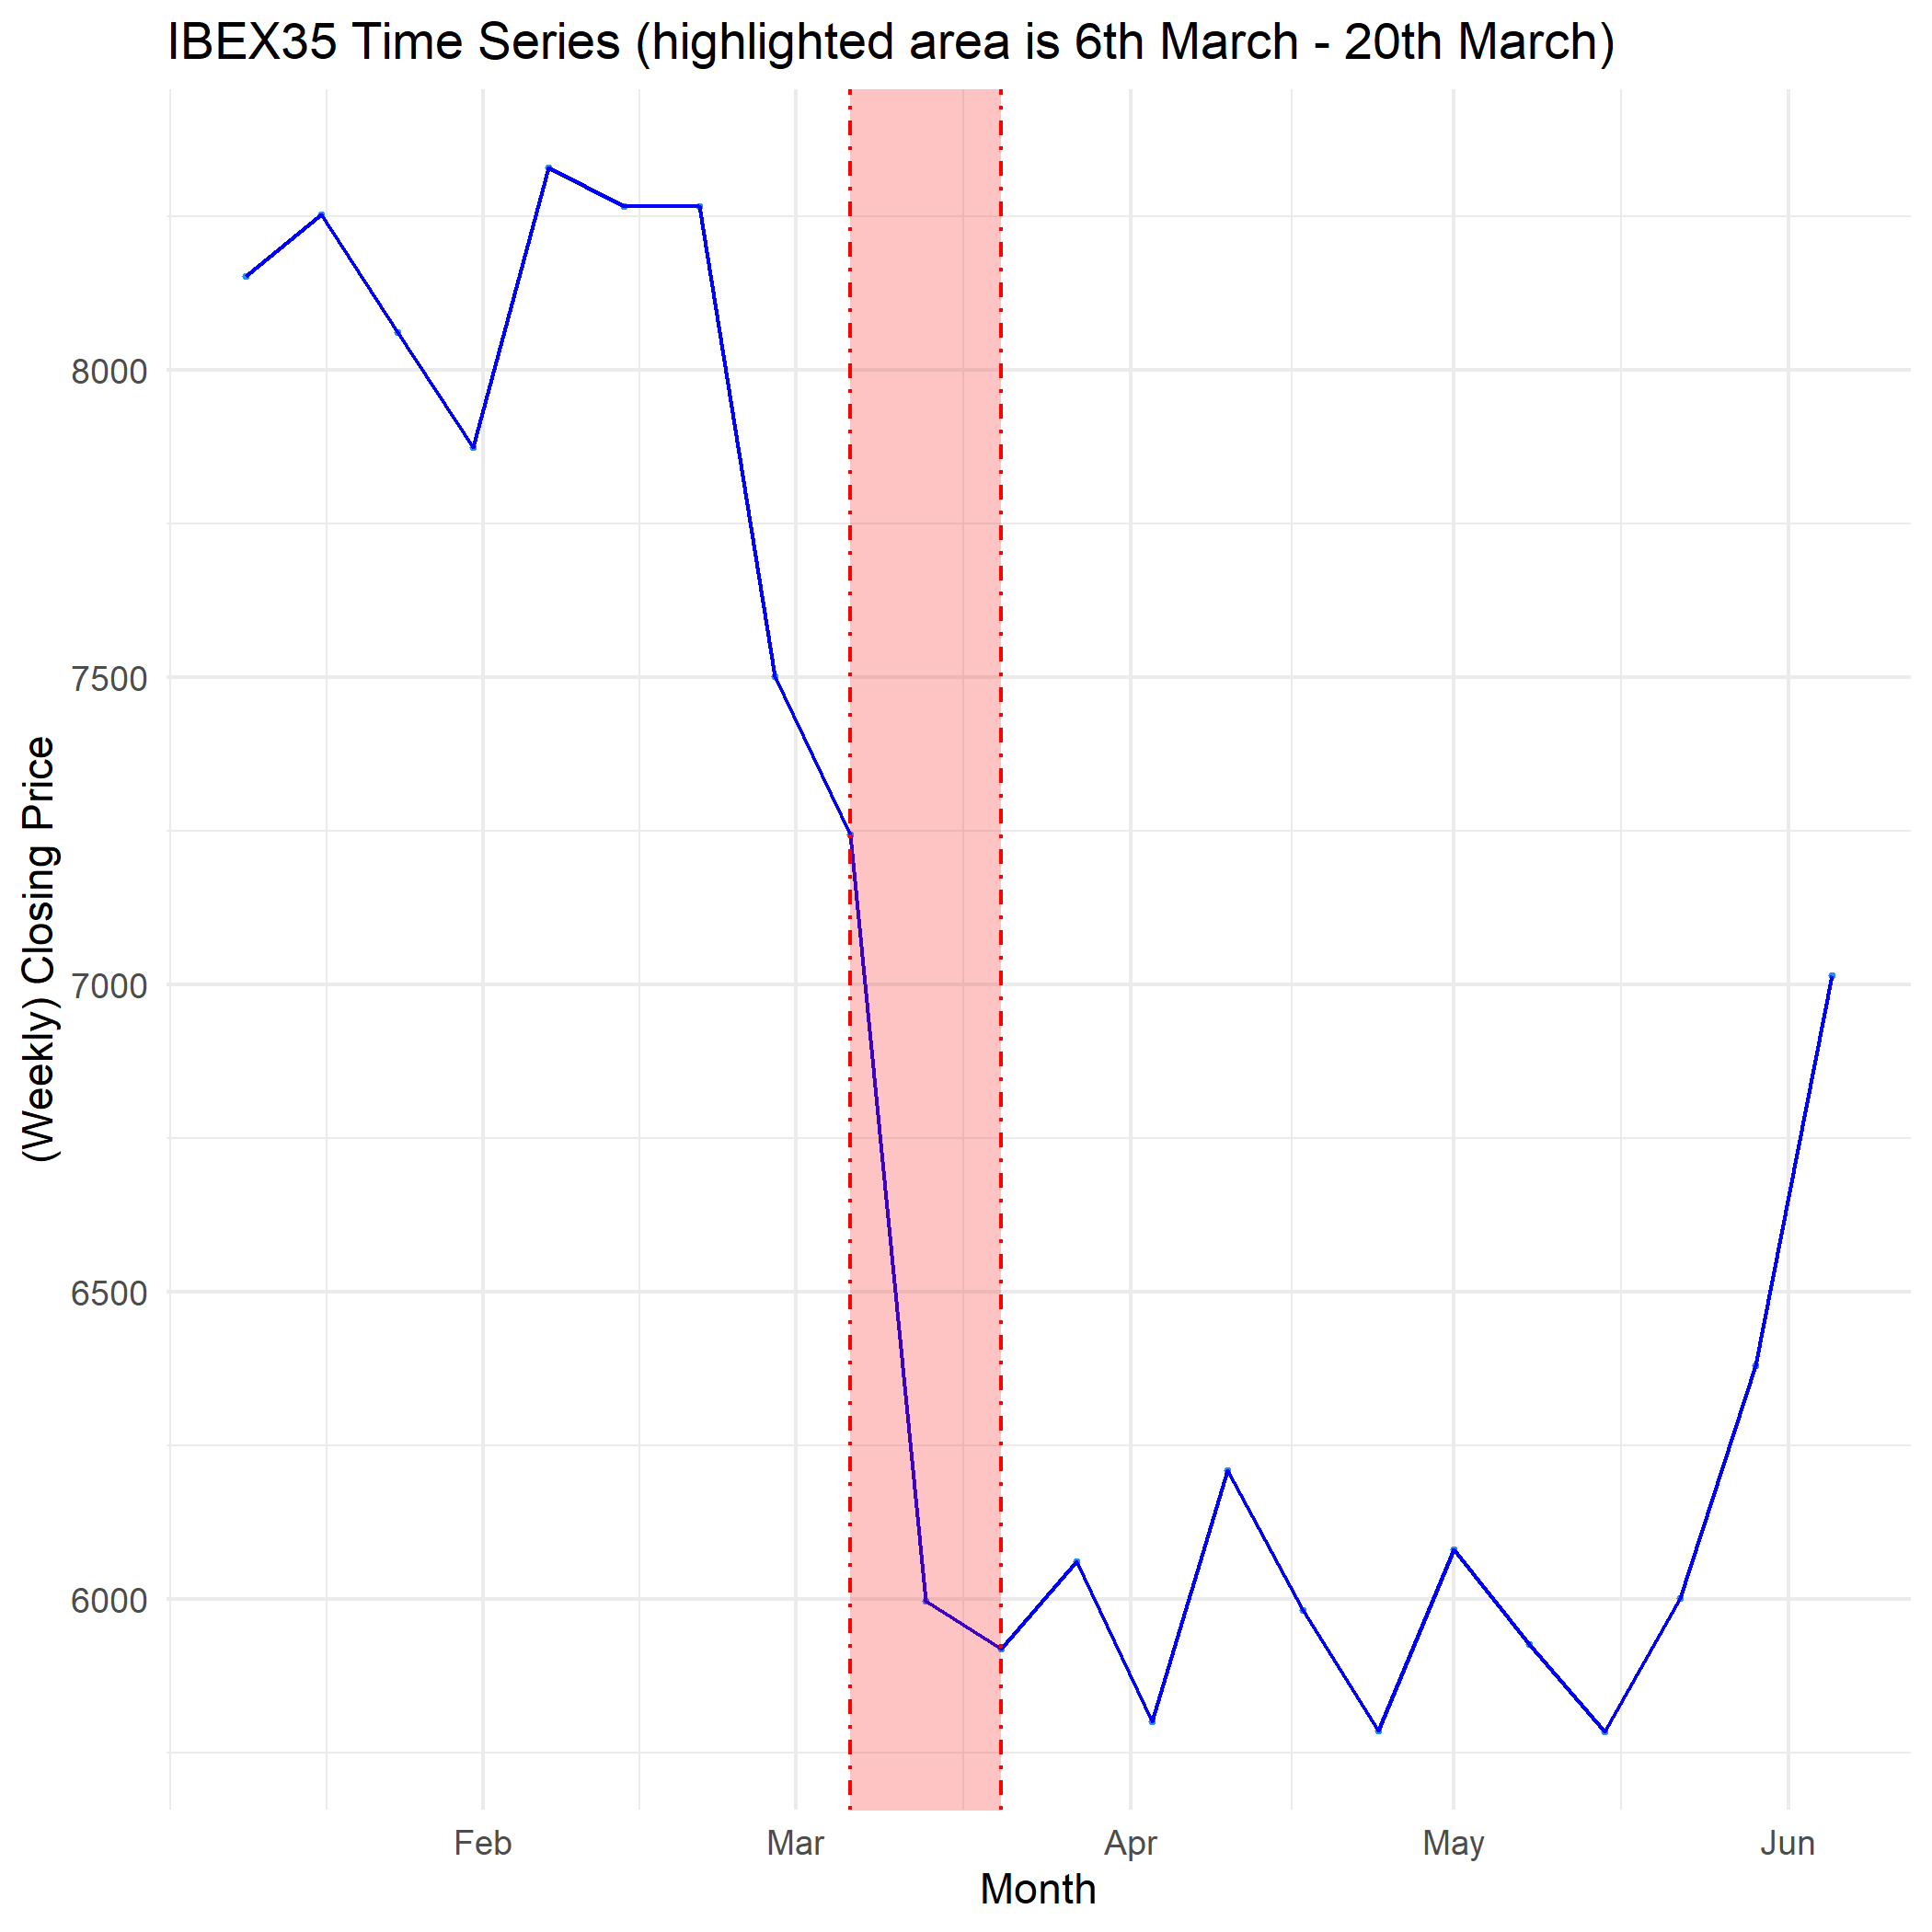 IBEX35 Time Series (highlighted area is 6th March - 20th March)
(Weekly) Closing Price
8000
7500
7000
6500
6000
Feb Mar Apr May Jun
Month